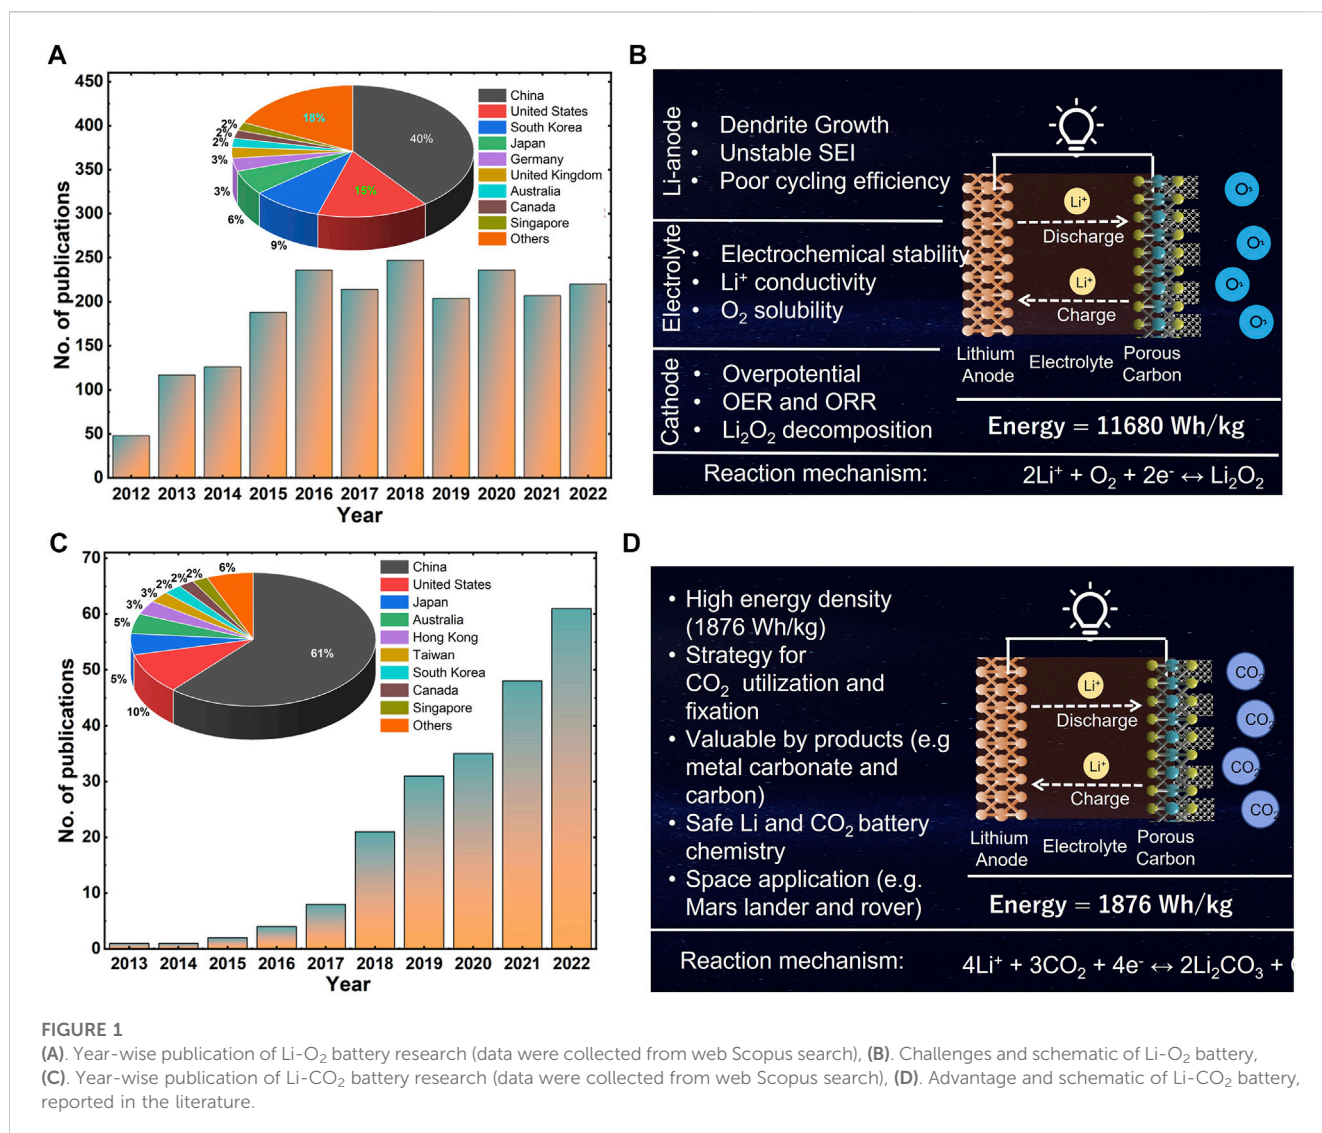 A
No. of publications
450
400
350
300
250
200
150
100
50
0
2012 2013 2014 2015 2016 2017 2018 2019 2020 2021 2022
Year
40%
15%
9%
6%
3%
3%
2%
2%
2%
18%
China
United States
South Korea
Japan
Germany
United Kingdom
Australia
Canada
Singapore
Others
B
Li-anode
• Dendrite Growth
• Unstable SEI
• Poor cycling efficiency
Electrolyte
• Electrochemical stability
• Li⁺ conductivity
• O₂ solubility
Cathode
• Overpotential
• OER and ORR
• Li₂O₂ decomposition
Li⁺
Discharge
Li⁺
Charge
O₂
O₂
O₂
O₂
Lithium
Anode
Electrolyte
Porous
Carbon
Energy = 11680 Wh/kg
Reaction mechanism: 2Li⁺ + O₂ + 2e⁻ ↔ Li₂O₂
C
No. of publications
70
60
50
40
30
20
10
0
2013 2014 2015 2016 2017 2018 2019 2020 2021 2022
Year
61%
10%
5%
5%
3%
3%
2%
2%
2%
6%
China
United States
Japan
Australia
Hong Kong
Taiwan
South Korea
Canada
Singapore
Others
D
• High energy density
(1876 Wh/kg)
• Strategy for
CO₂ utilization and
fixation
• Valuable by products (e.g
metal carbonate and
carbon)
• Safe Li and CO₂ battery
chemistry
• Space application (e.g.
Mars lander and rover)
Li⁺
Discharge
Li⁺
Charge
CO₂
CO₂
CO₂
CO₂
Lithium
Anode
Electrolyte
Porous
Carbon
Energy = 1876 Wh/kg
Reaction mechanism: 4Li⁺ + 3CO₂ + 4e⁻ ↔ 2Li₂CO₃ +
FIGURE 1
(A). Year-wise publication of Li-O₂ battery research (data were collected from web Scopus search), (B). Challenges and schematic of Li-O₂ battery,
(C). Year-wise publication of Li-CO₂ battery research (data were collected from web Scopus search), (D). Advantage and schematic of Li-CO₂ battery,
reported in the literature.